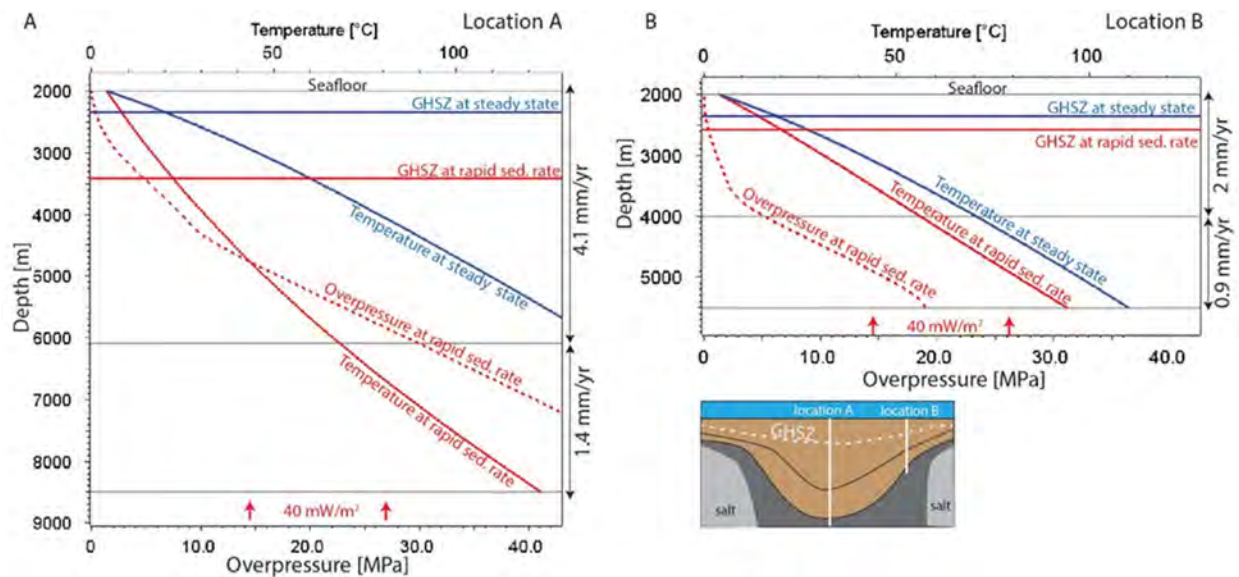 A
Location A
Temperature [°C]
0
50
100
Seafloor
2000
3000
4000
5000
6000
7000
8000
9000
Depth [m]
GHSZ at steady state
GHSZ at rapid sed. rate
Temperature at steady state
Overpressure at rapid sed. rate
Temperature at rapid sed. rate
4.1 mm/yr
1.4 mm/yr
40 mW/m²
0
10.0
20.0
30.0
40.0
Overpressure [MPa]
B
Location B
Temperature [°C]
0
50
100
Seafloor
2000
3000
4000
5000
Depth [m]
GHSZ at steady state
GHSZ at rapid sed. rate
Temperature at steady state
Temperature at rapid sed. rate
Overpressure at rapid sed. rate
2 mm/yr
0.9 mm/yr
40 mW/m²
0
10.0
20.0
30.0
40.0
Overpressure [MPa]
location A
location B
GHSZ
salt
salt